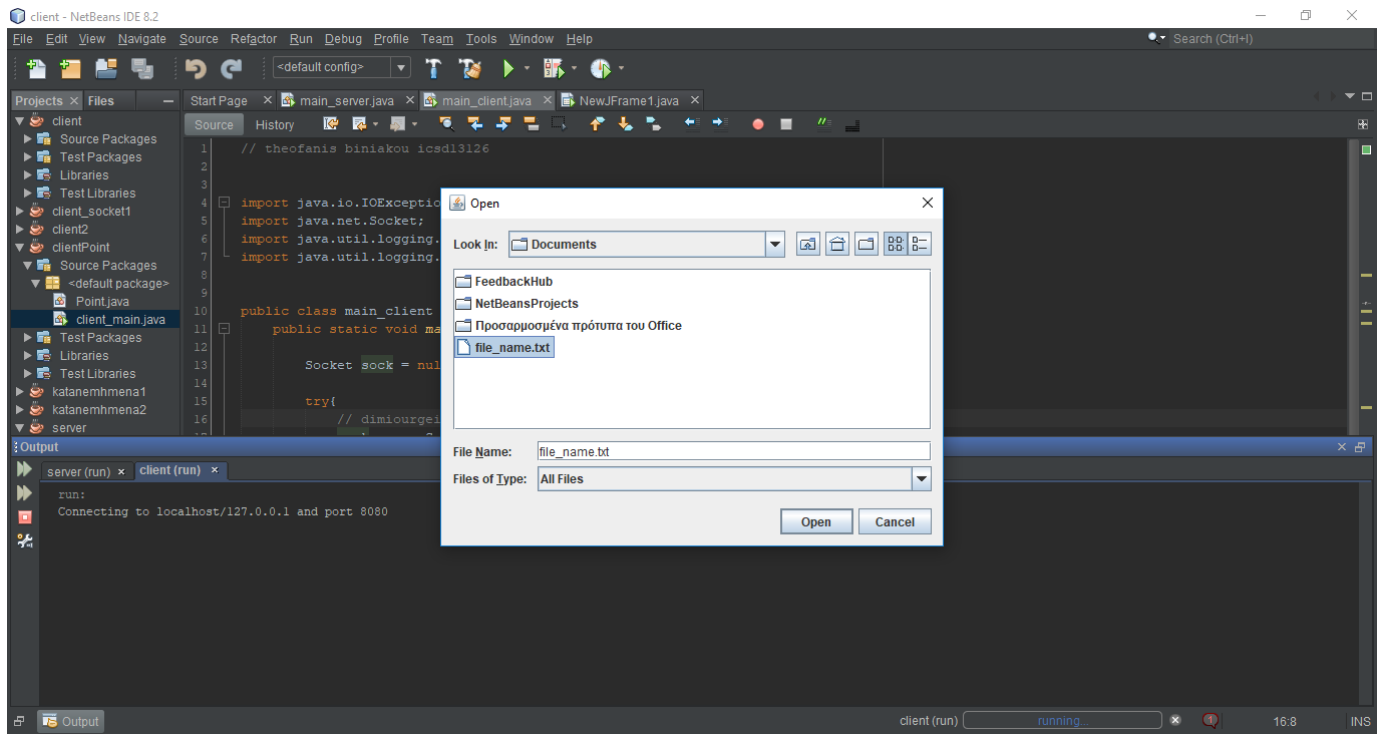 client - NetBeans IDE 8.2
File Edit View Navigate Source Refactor Run Debug Profile Team Tools Window Help
Search (Ctrl+I)
<default config>
Projects Files
Start Page main_server.java main_client.java NewJFrame1.java
client
Source Packages
Test Packages
Libraries
Test Libraries
client_socket1
client2
clientPoint
Source Packages
<default package>
Point.java
client_main.java
Test Packages
Libraries
Test Libraries
katanemhmena1
katanemhmena2
server
Source History
1 // theofanis biniakou icsd13126
2
3
4 import java.io.IOExceptio
5 import java.net.Socket;
6 import java.util.logging.
7 import java.util.logging.
8
9
10 public class main_client
11 public static void ma
12
13 Socket sock = nul
14
15 try{
16 // dimiourgei
Open
Look In: Documents
FeedbackHub
NetBeansProjects
Προσαρμοσμένα πρότυπα του Office
file_name.txt
File Name: file_name.txt
Files of Type: All Files
Open Cancel
Output
server (run) client (run)
run:
Connecting to localhost/127.0.0.1 and port 8080
Output
client (run) running... 1 16:8 INS